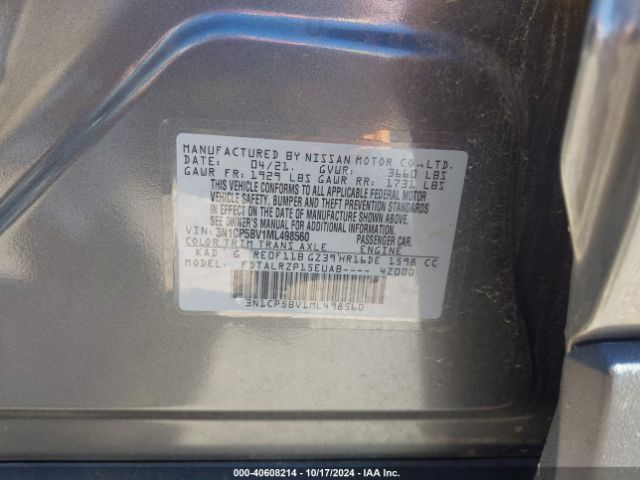 MANUFACTURED BY NISSAN MOTOR CO., LTD.
DATE: 04/21. GVWR: 3660 LBS
GAWR FR: 1929 LBS GAWR RR: 1731 LBS
THIS VEHICLE CONFORMS TO ALL APPLICABLE FEDERAL MOTOR
VEHICLE SAFETY, BUMPER AND THEFT PREVENTION STANDARDS
IN EFFECT ON THE DATE OF MANUFACTURE SHOWN ABOVE.
SEE OWNER'S MANUAL FOR ADDITIONAL INFORMATION.
VIN: 3N1CP5BV1ML498560 PASSENGER CAR.
COLOR TRIM TRANS AXLE ENGINE
KAD G RE0F11B GZ39 HR16DE 1598 CC
MODEL: FDTALRZP15EUAB---- 4Z000
3N1CP5BV1ML498560
000-40608214 - 10/17/2024 - IAA Inc.